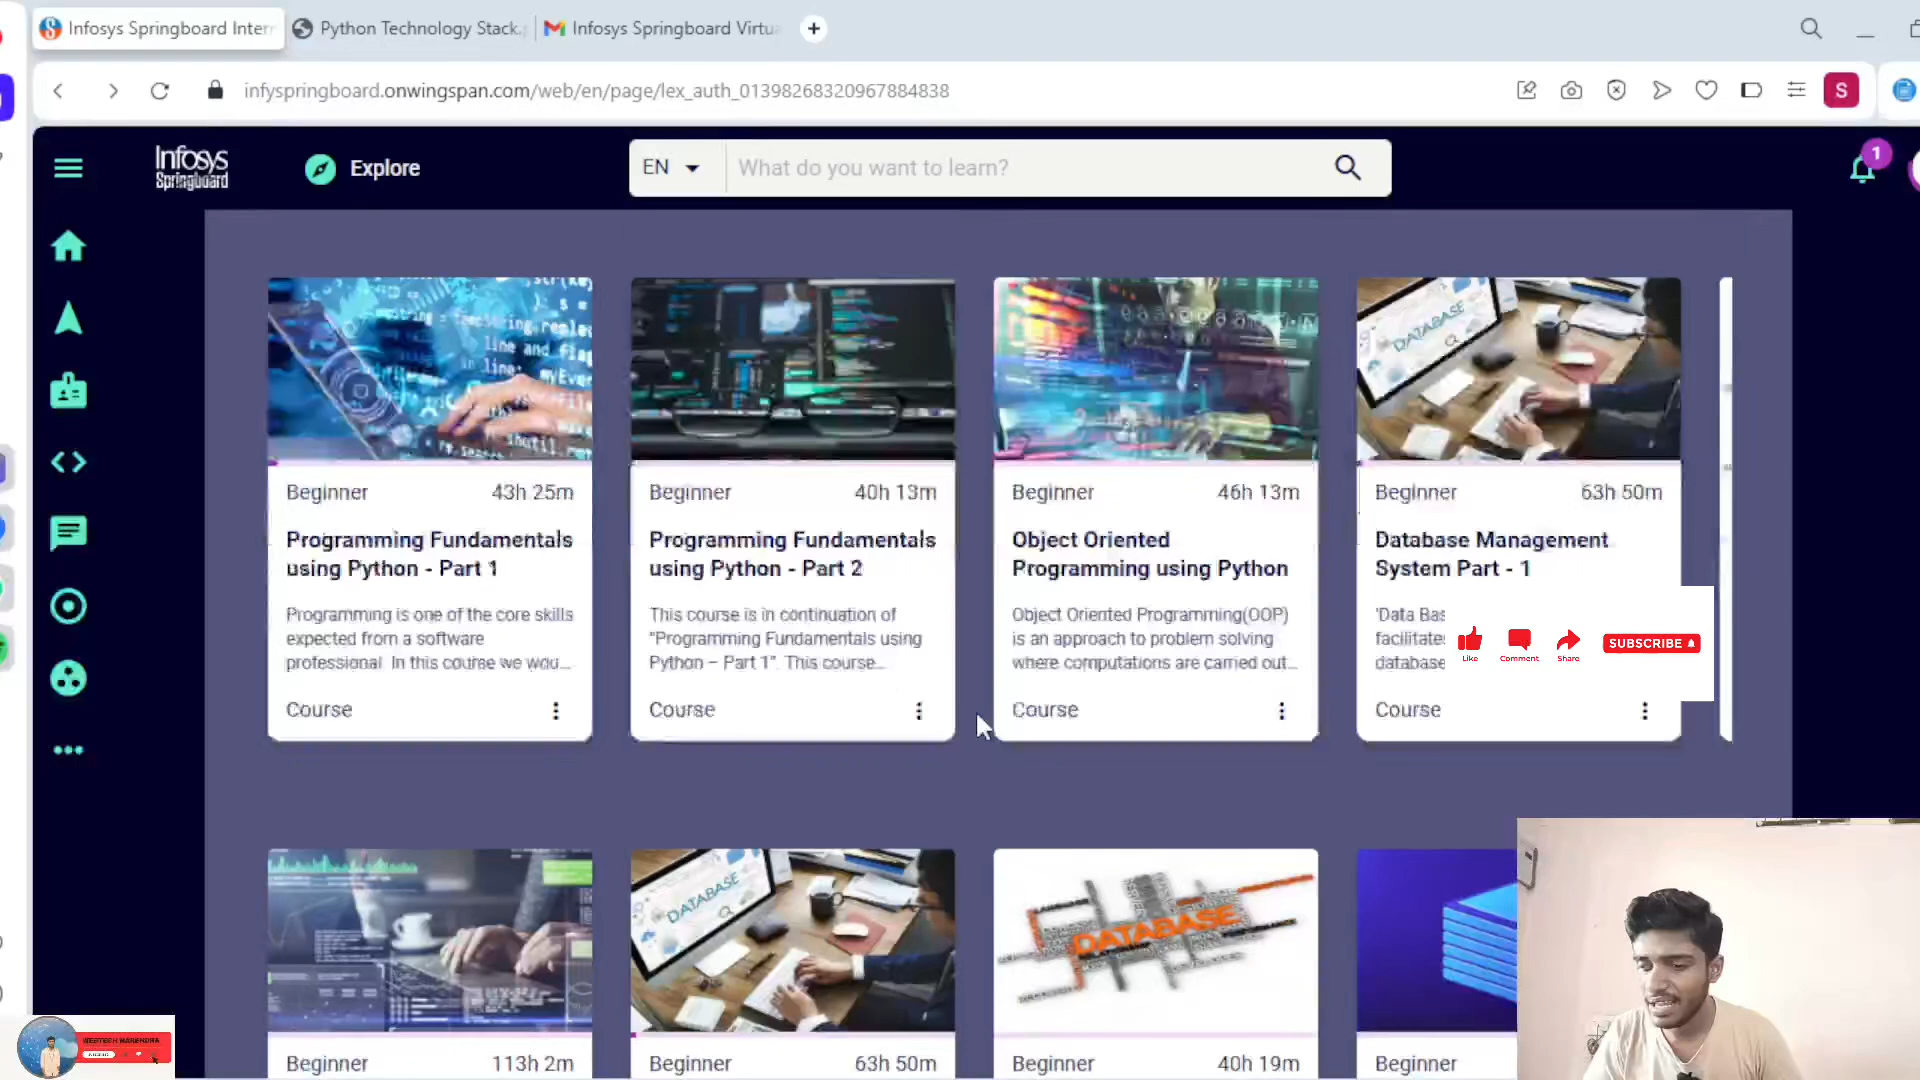 Infosys Springboard Inter
Python Technology Stack.
Infosys Springboard Virtua
infyspringboard.onwingspan.com/web/en/page/lex_auth_01398268320967884838
S
Infosys
Springboard
Explore
EN
What do you want to learn?
1
DATABASE
Beginner 43h 25m
Programming Fundamentals
using Python - Part 1
Programming is one of the core skills
expected from a software
professional. In this course we wou...
Course
Beginner 40h 13m
Programming Fundamentals
using Python - Part 2
This course is in continuation of
"Programming Fundamentals using
Python – Part 1". This course...
Course
Beginner 46h 13m
Object Oriented
Programming using Python
Object Oriented Programming(OOP)
is an approach to problem solving
where computations are carried out...
Course
Beginner 63h 50m
Database Management
System Part - 1
'Data Bas
facilitate
database
Course
Like
Comment
Share
SUBSCRIBE
DATABASE
DATABASE
Beginner 113h 2m
Beginner 63h 50m
Beginner 40h 19m
Beginner
WEBTECH NARENDRA